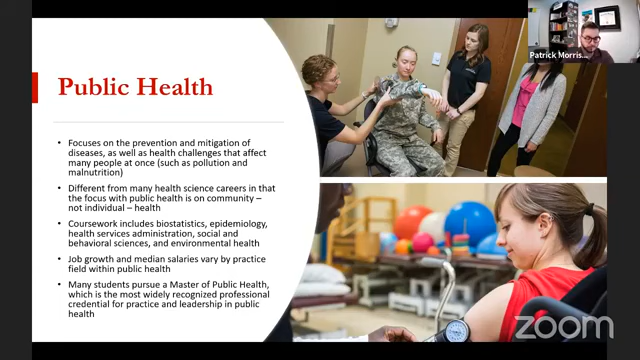 Patrick Morris...
Public Health
• Focuses on the prevention and mitigation of
diseases, as well as health challenges that affect
many people at once (such as pollution and
malnutrition)
• Different from many health science careers in that
the focus with public health is on community –
not individual – health
• Coursework includes biostatistics, epidemiology,
health services administration, social and
behavioral sciences, and environmental health
• Job growth and median salaries vary by practice
field within public health
• Many students pursue a Master of Public Health,
which is the most widely recognized professional
credential for practice and leadership in public
health
zoom